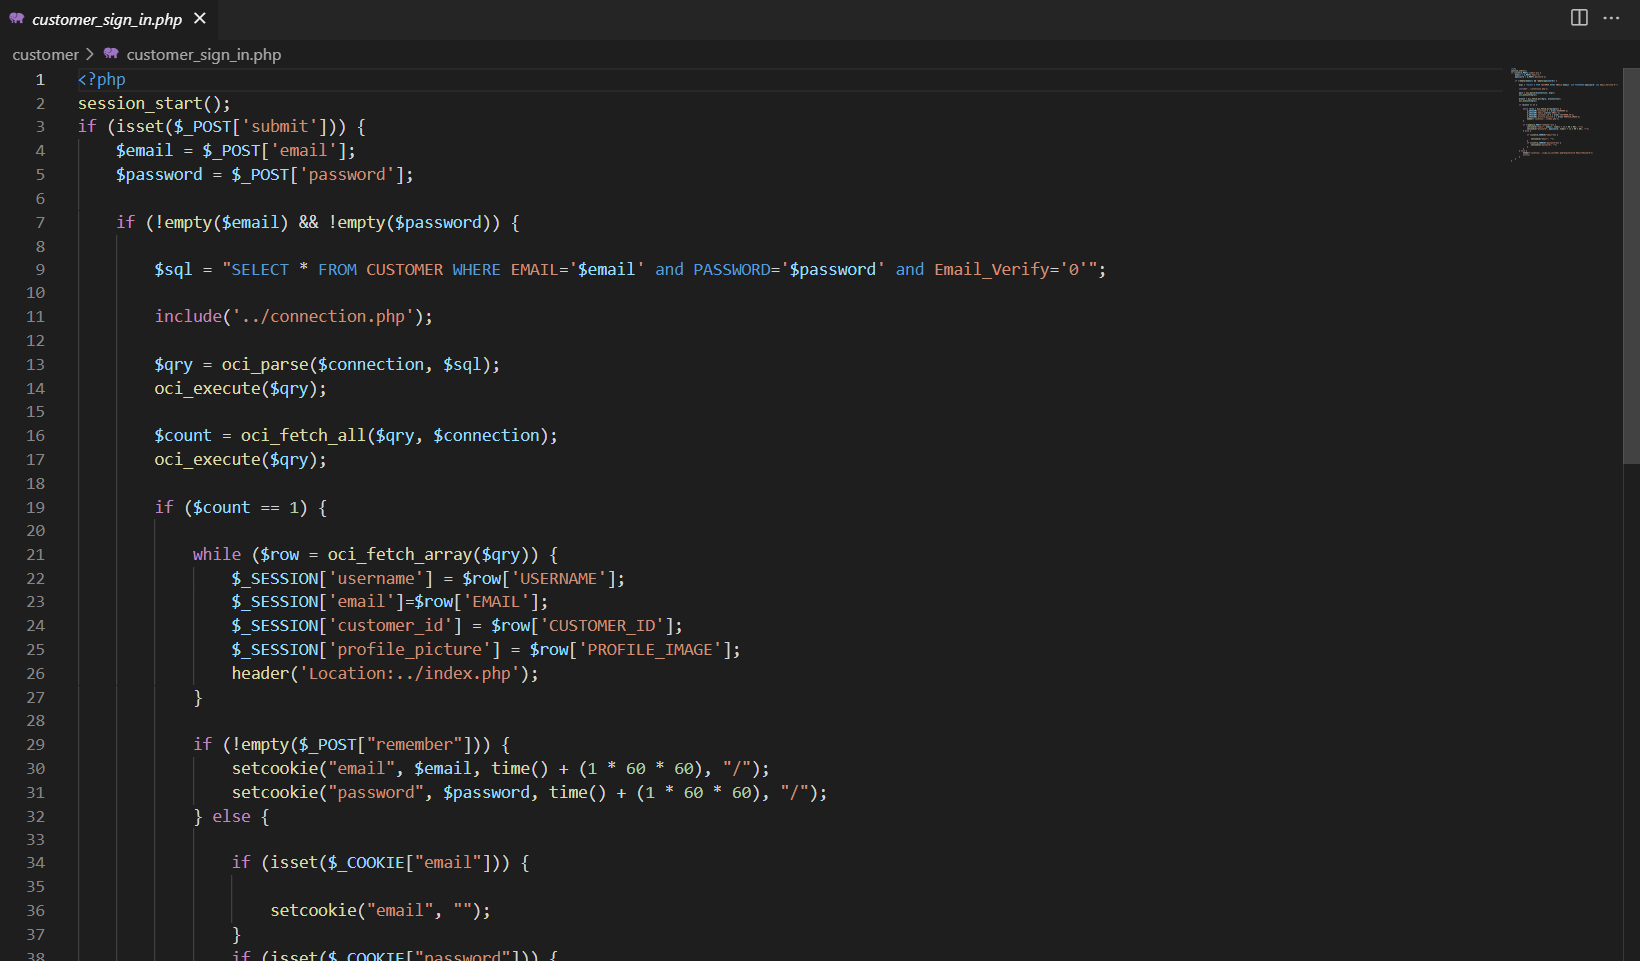 customer_sign_in.php
customer > customer_sign_in.php
1 <?php
2 session_start();
3 if (isset($_POST['submit'])) {
4 $email = $_POST['email'];
5 $password = $_POST['password'];
6
7 if (!empty($email) && !empty($password)) {
8
9 $sql = "SELECT * FROM CUSTOMER WHERE EMAIL='$email' and PASSWORD='$password' and Email_Verify='0'";
10
11 include('../connection.php');
12
13 $qry = oci_parse($connection, $sql);
14 oci_execute($qry);
15
16 $count = oci_fetch_all($qry, $connection);
17 oci_execute($qry);
18
19 if ($count == 1) {
20
21 while ($row = oci_fetch_array($qry)) {
22 $_SESSION['username'] = $row['USERNAME'];
23 $_SESSION['email']=$row['EMAIL'];
24 $_SESSION['customer_id'] = $row['CUSTOMER_ID'];
25 $_SESSION['profile_picture'] = $row['PROFILE_IMAGE'];
26 header('Location:../index.php');
27 }
28
29 if (!empty($_POST["remember"])) {
30 setcookie("email", $email, time() + (1 * 60 * 60), "/");
31 setcookie("password", $password, time() + (1 * 60 * 60), "/");
32 } else {
33
34 if (isset($_COOKIE["email"])) {
35
36 setcookie("email", "");
37 }
38 if (isset($_COOKIE["password"])) {